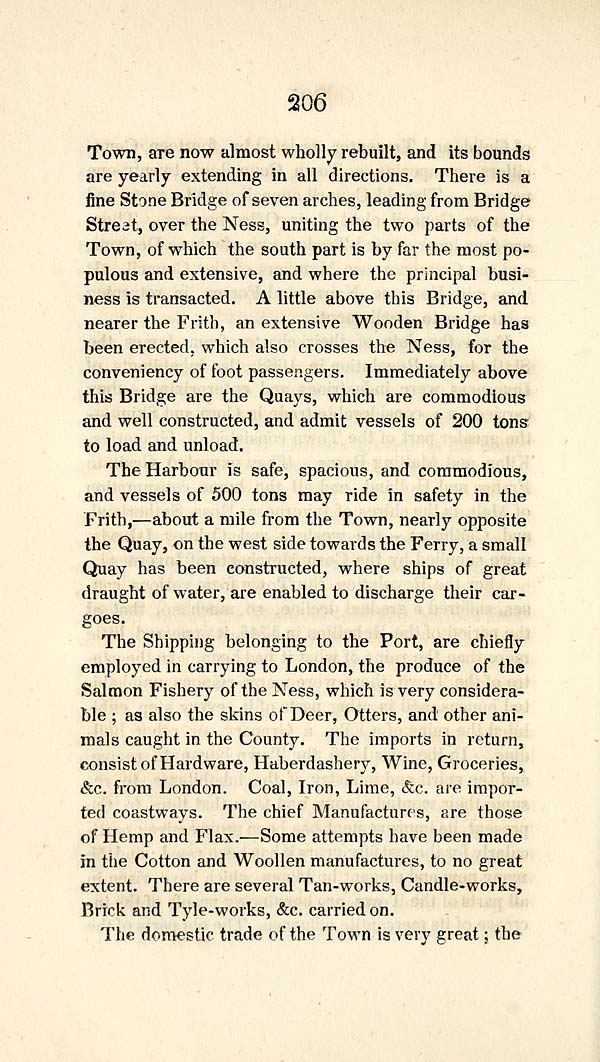 206
Town, are now almost wholly rebuilt, and its bounds
are yearly extending in all directions. There is a
fine Stone Bridge of seven arches, leading from Bridge
Street, over the Ness, uniting the two parts of the
Town, of which the south part is by far the most po-
pulous and extensive, and where the principal busi-
ness is transacted. A little above this Bridge, and
nearer the Frith, an extensive Wooden Bridge has
been erected, which also crosses the Ness, for the
conveniency of foot passengers. Immediately above
this Bridge are the Quays, which are commodious
and well constructed, and admit vessels of 200 tons
to load and unload.
The Harbour is safe, spacious, and commodious,
and vessels of 500 tons may ride in safety in the
Frith,—about a mile from the Town, nearly opposite
the Quay, on the west side towards the Ferry, a small
Quay has been constructed, where ships of great
draught of water, are enabled to discharge their car-
goes.
The Shipping belonging to the Port, are chiefly
employed in carrying to London, the produce of the
Salmon Fishery of the Ness, which is very considera-
ble ; as also the skins of Deer, Otters, and other ani-
mals caught in the County. The imports in return,
consist of Hardware, Haberdashery, Wine, Groceries,
&c. from London. Coal, Iron, Lime, &c. are impor-
ted coastways. The chief Manufactures, are those
of Hemp and Flax.—Some attempts have been made
in the Cotton and Woollen manufactures, to no great
extent. There are several Tan-works, Candle-works,
Brick and Tyle-works, &c. carried on.
The domestic trade of the Town is very great ; the